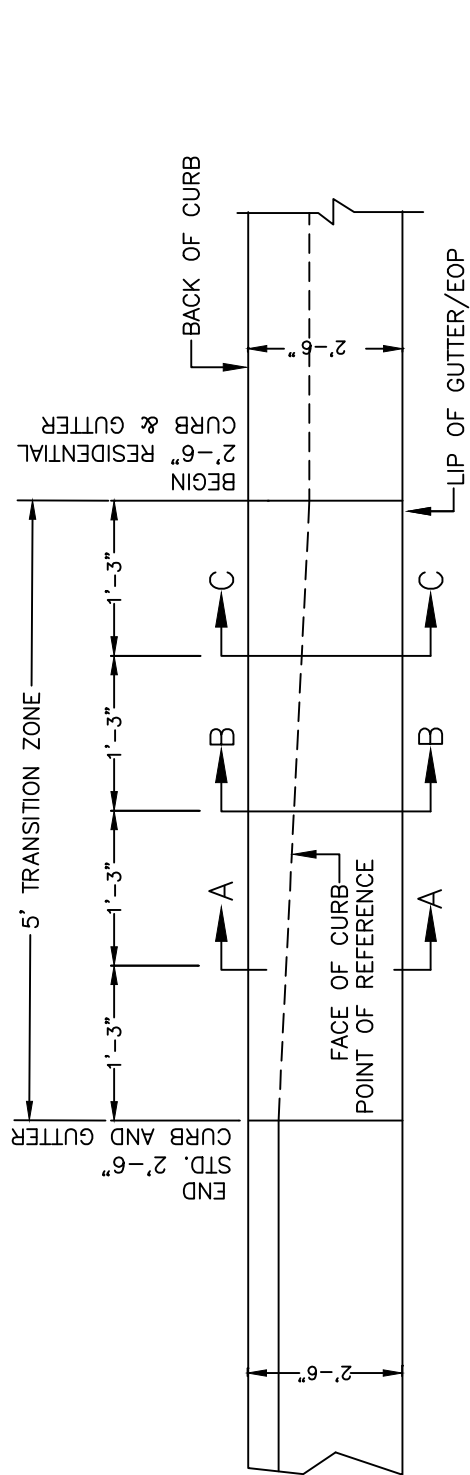 5' TRANSITION ZONE
1'-3"
1'-3"
1'-3"
1'-3"
END
STD. 2'-6"
CURB AND GUTTER
BEGIN
2'-6" RESIDENTIAL
CURB & GUTTER
BACK OF CURB
A
B
C
2'-6"
2'-6"
FACE OF CURB
POINT OF REFERENCE
A
B
C
LIP OF GUTTER/EOP